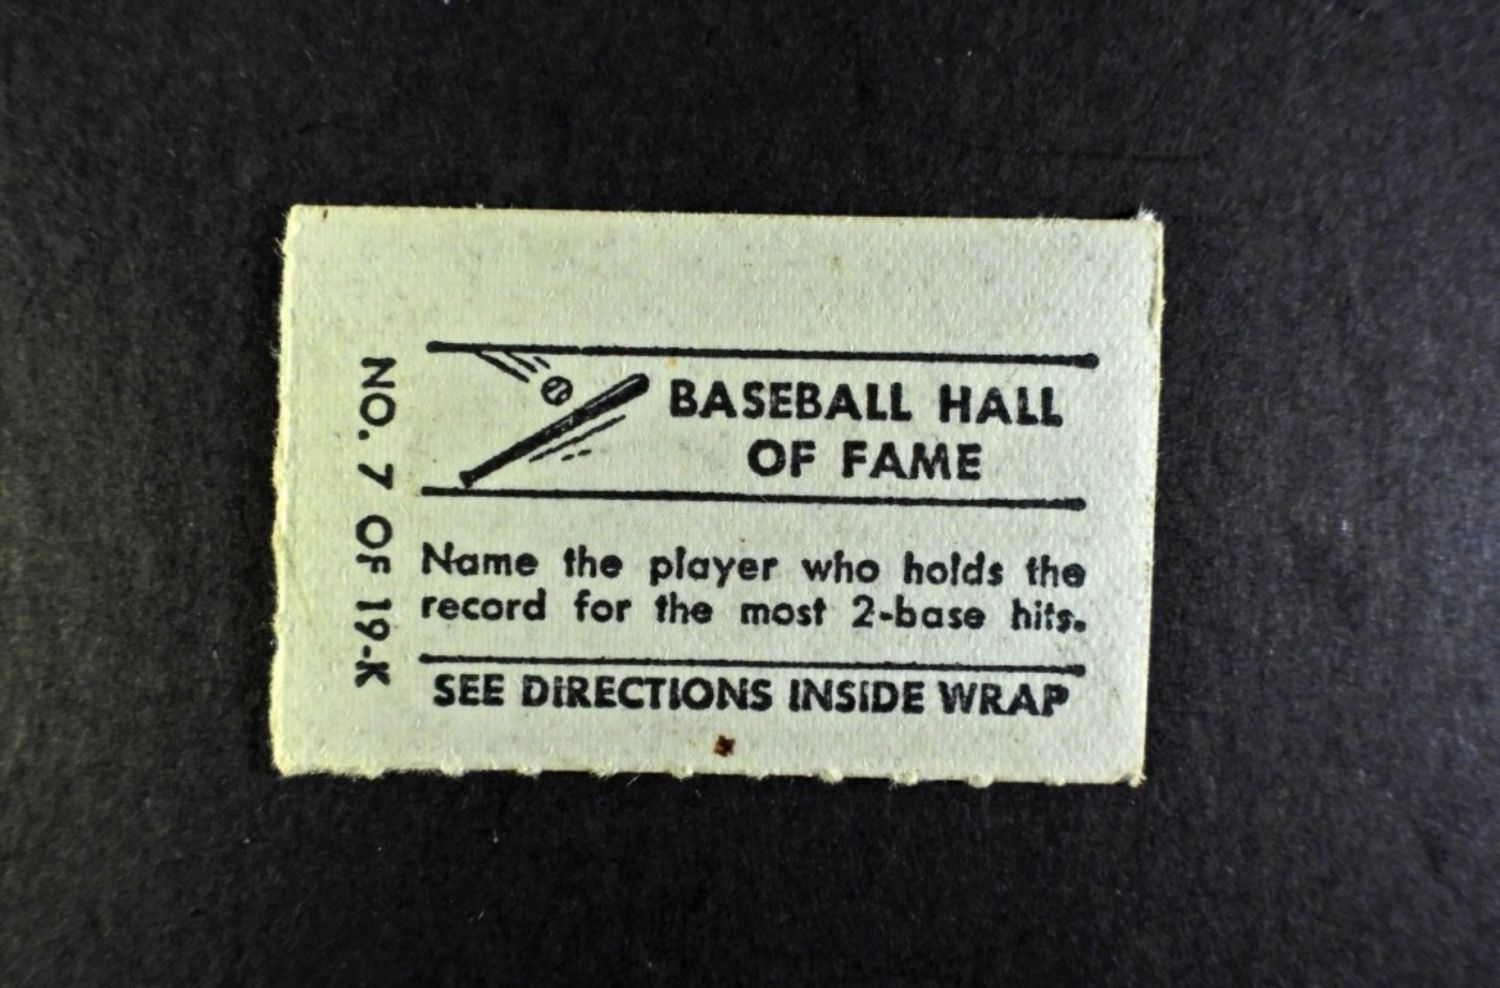 NO. 7 OF 19-K
BASEBALL HALL
OF FAME
Name the player who holds the
record for the most 2-base hits.
SEE DIRECTIONS INSIDE WRAP